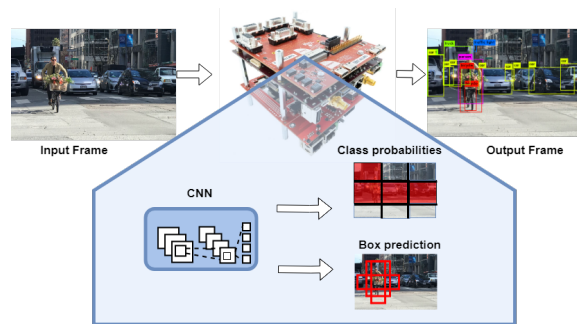 Input Frame
Class probabilities
Output Frame
CNN
Box prediction